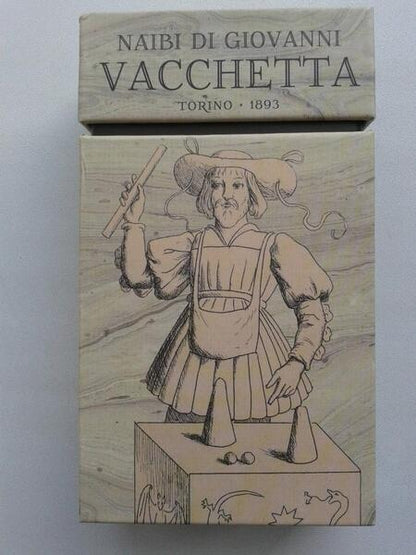 NAIBI DI GIOVANNI
VACCHETTA
TORINO • 1893